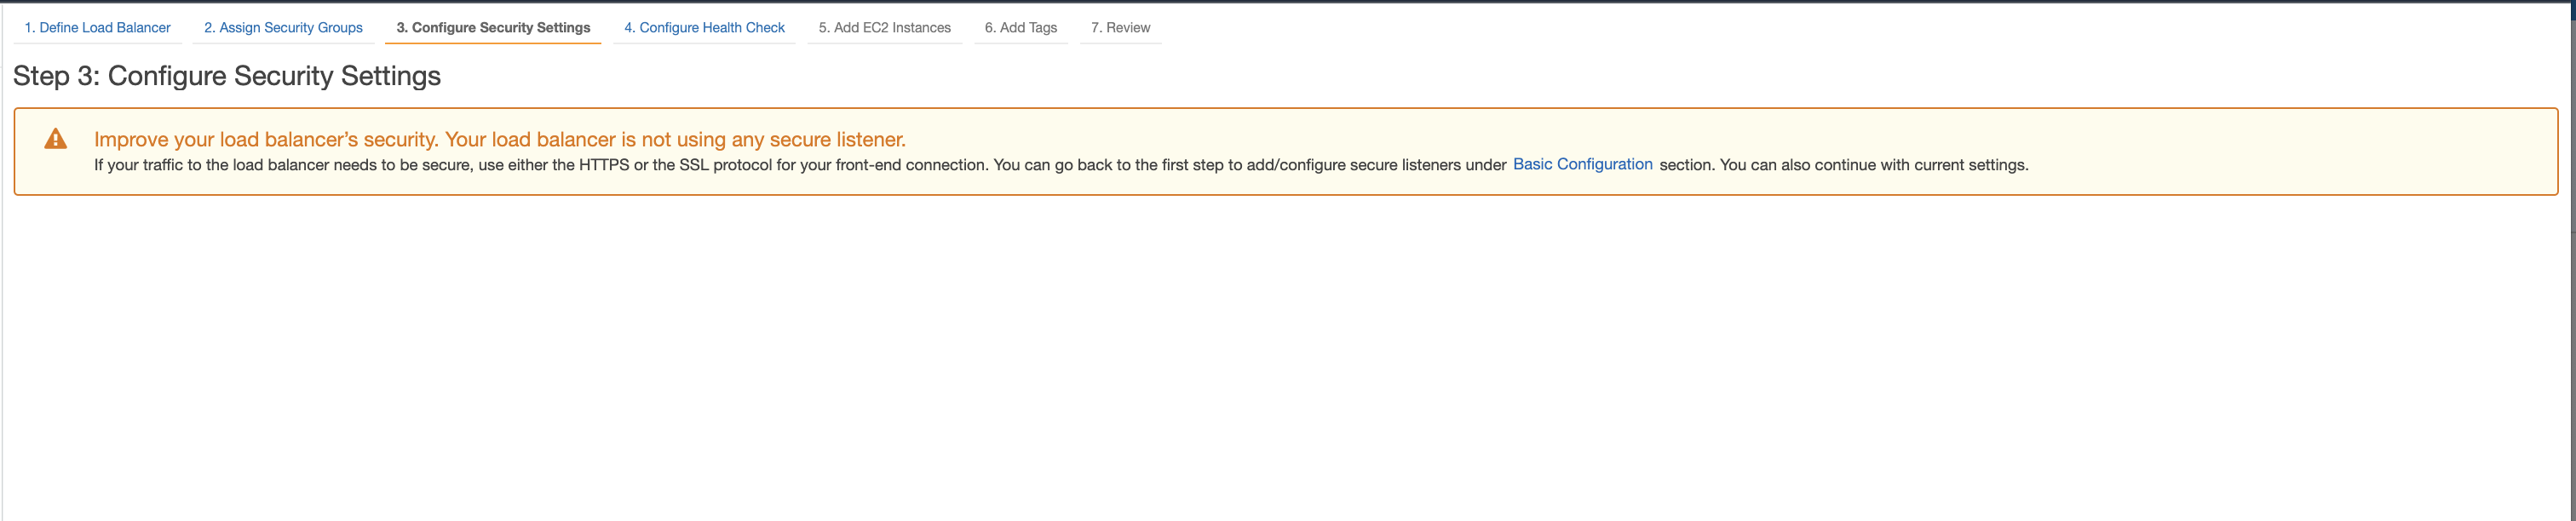 1. Define Load Balancer 2. Assign Security Groups 3. Configure Security Settings 4. Configure Health Check 5. Add EC2 Instances 6. Add Tags 7. Review
Step 3: Configure Security Settings
Improve your load balancer’s security. Your load balancer is not using any secure listener.
If your traffic to the load balancer needs to be secure, use either the HTTPS or the SSL protocol for your front-end connection. You can go back to the first step to add/configure secure listeners under Basic Configuration section. You can also continue with current settings.